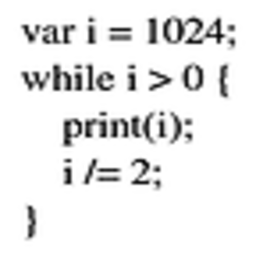 var i = 1024;
while i > 0 {
print(i);
i /= 2;
}